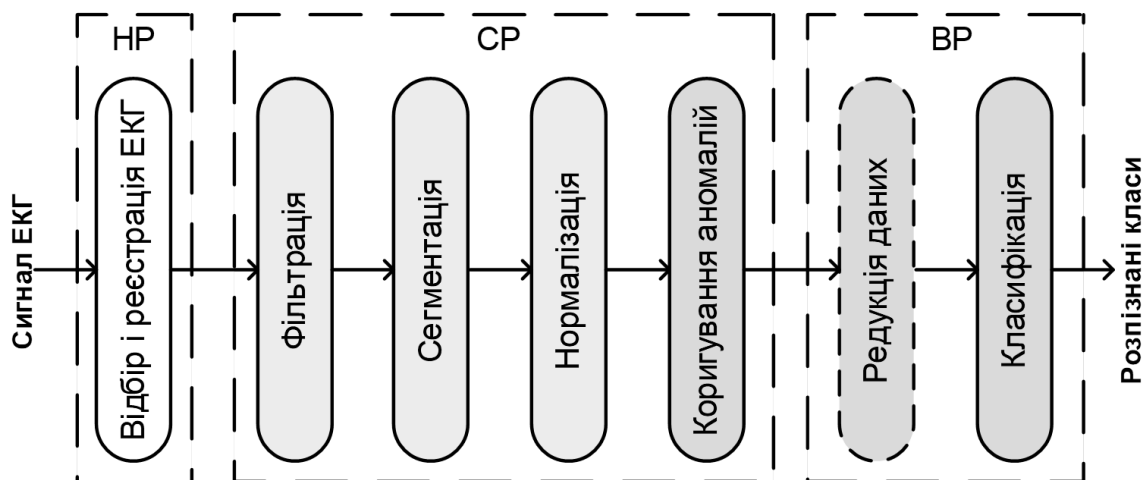 НР
СР
ВР
Сигнал ЕКГ
Відбір і реєстрація ЕКГ
Фільтрація
Сегментація
Нормалізація
Коригування аномалій
Редукція даних
Класифікація
Розпізнані класи